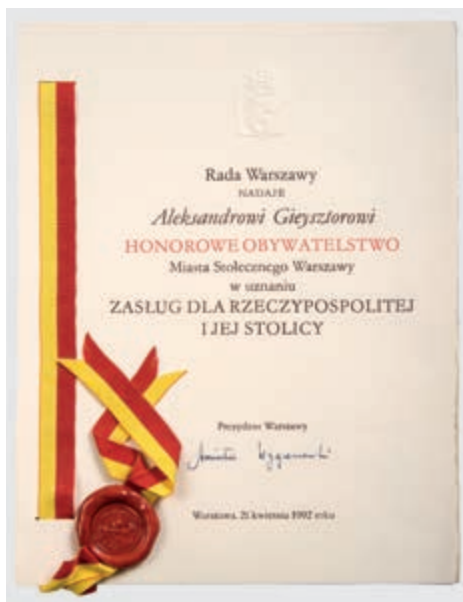 Rada Warszawy
NADAJE
Aleksandrowi Gieysztorowi
HONOROWE OBYWATELSTWO
Miasta Stołecznego Warszawy
w uznaniu
ZASŁUG DLA RZECZYPOSPOLITEJ
I JEJ STOLICY
Prezydent Warszawy
Warszawa, 21 kwietnia 1992 roku